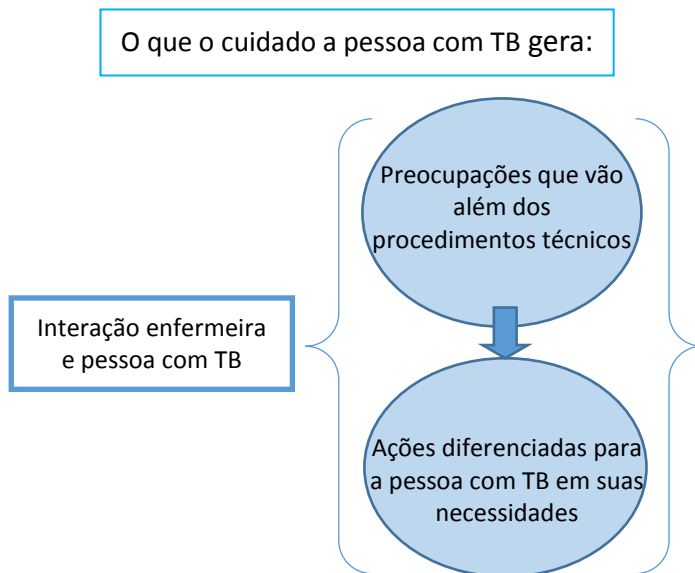 O que o cuidado a pessoa com TB gera:
Preocupações que vão
além dos
procedimentos técnicos
Interação enfermeira
e pessoa com TB
Ações diferenciadas para
a pessoa com TB em suas
necessidades